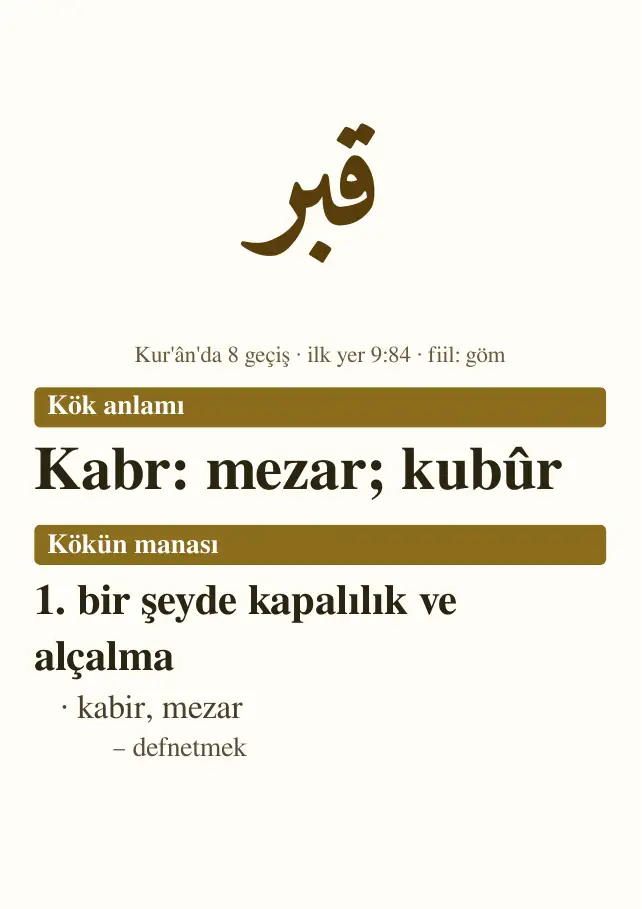 قبر
Kur'ân'da 8 geçiş · ilk yer 9:84 · fiil: göm
Kök anlamı
Kabr: mezar; kubûr
Kökün manası
1. bir şeyde kapalılık ve
alçalma
· kabir, mezar
– defnetmek